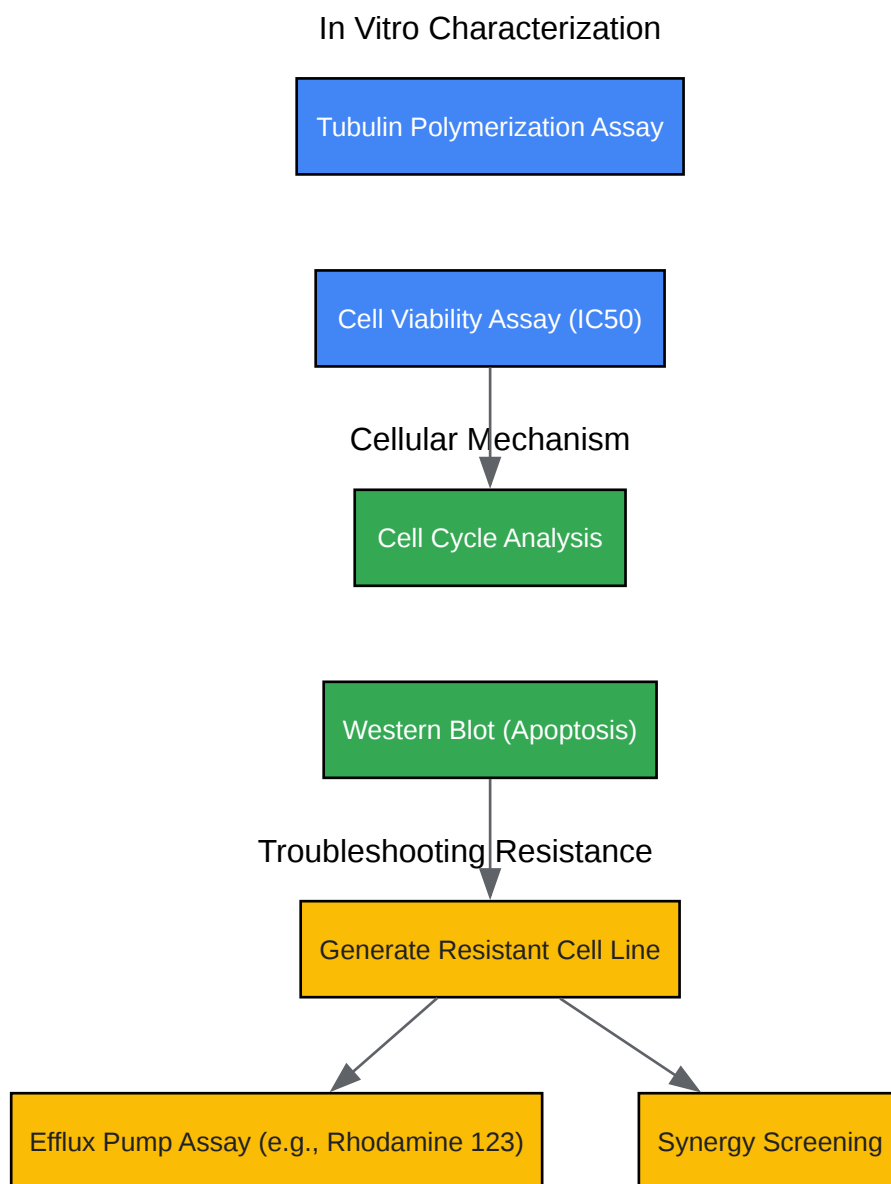 In Vitro Characterization
Tubulin Polymerization Assay
Cell Viability Assay (IC50)
Cellular Mechanism
Cell Cycle Analysis
Western Blot (Apoptosis)
Troubleshooting Resistance
Generate Resistant Cell Line
Efflux Pump Assay (e.g., Rhodamine 123)
Synergy Screening